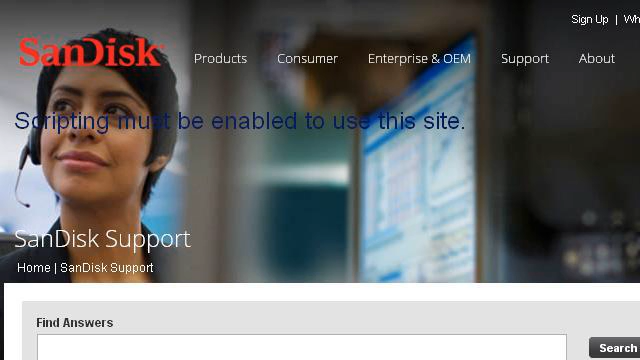 Sign Up | Wh
SanDisk
Products Consumer Enterprise & OEM Support About
Scripting must be enabled to use this site.
SanDisk Support
Home | SanDisk Support
Find Answers
Search